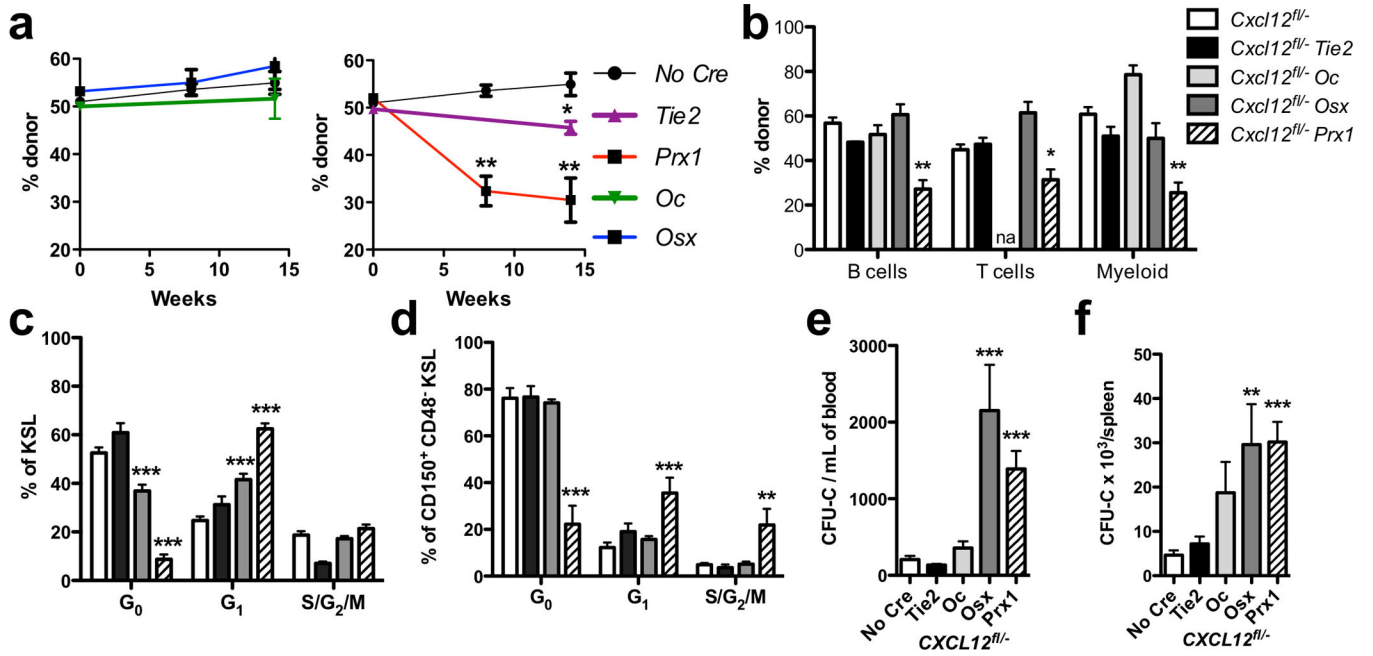 a
60
50
40
30
20
% donor
0
5
10
15
Weeks
60
50
40
30
20
% donor
*
**
**
0
5
10
15
Weeks
No Cre
Tie2
Prx1
Oc
Osx
b
100
80
60
40
20
0
% donor
**
na
*
**
B cells
T cells
Myeloid
Cxcl12fl/-
Cxcl12fl/- Tie2
Cxcl12fl/- Oc
Cxcl12fl/- Osx
Cxcl12fl/- Prx1
c
100
80
60
40
20
0
% of KSL
***
***
***
***
G0
G1
S/G2/M
d
100
80
60
40
20
0
% of CD150+ CD48- KSL
***
***
**
G0
G1
S/G2/M
e
3000
2000
1000
0
CFU-C / mL of blood
***
***
No Cre
Tie2
Oc
Osx
Prx1
CXCL12fl/-
f
50
40
30
20
10
0
CFU-C x 103/spleen
**
***
No Cre
Tie2
Oc
Osx
Prx1
CXCL12fl/-